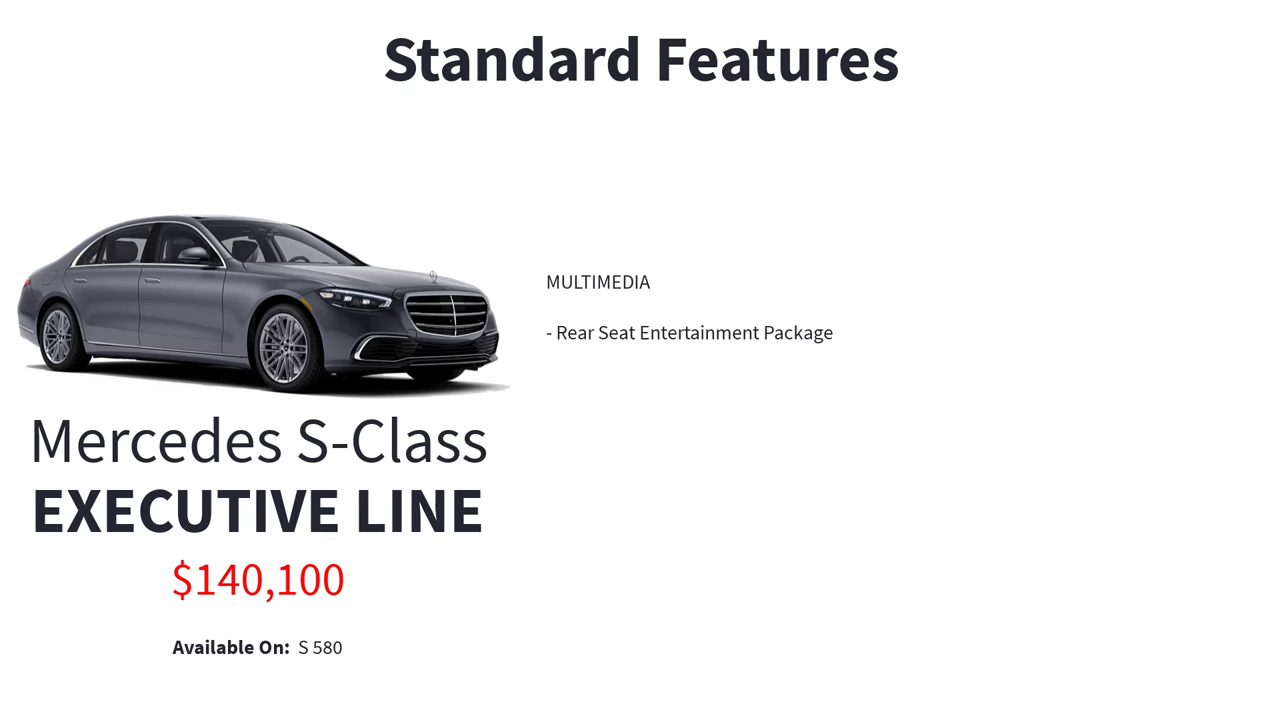 Standard Features
MULTIMEDIA
- Rear Seat Entertainment Package
Mercedes S-Class
EXECUTIVE LINE
$140,100
Available On: S 580